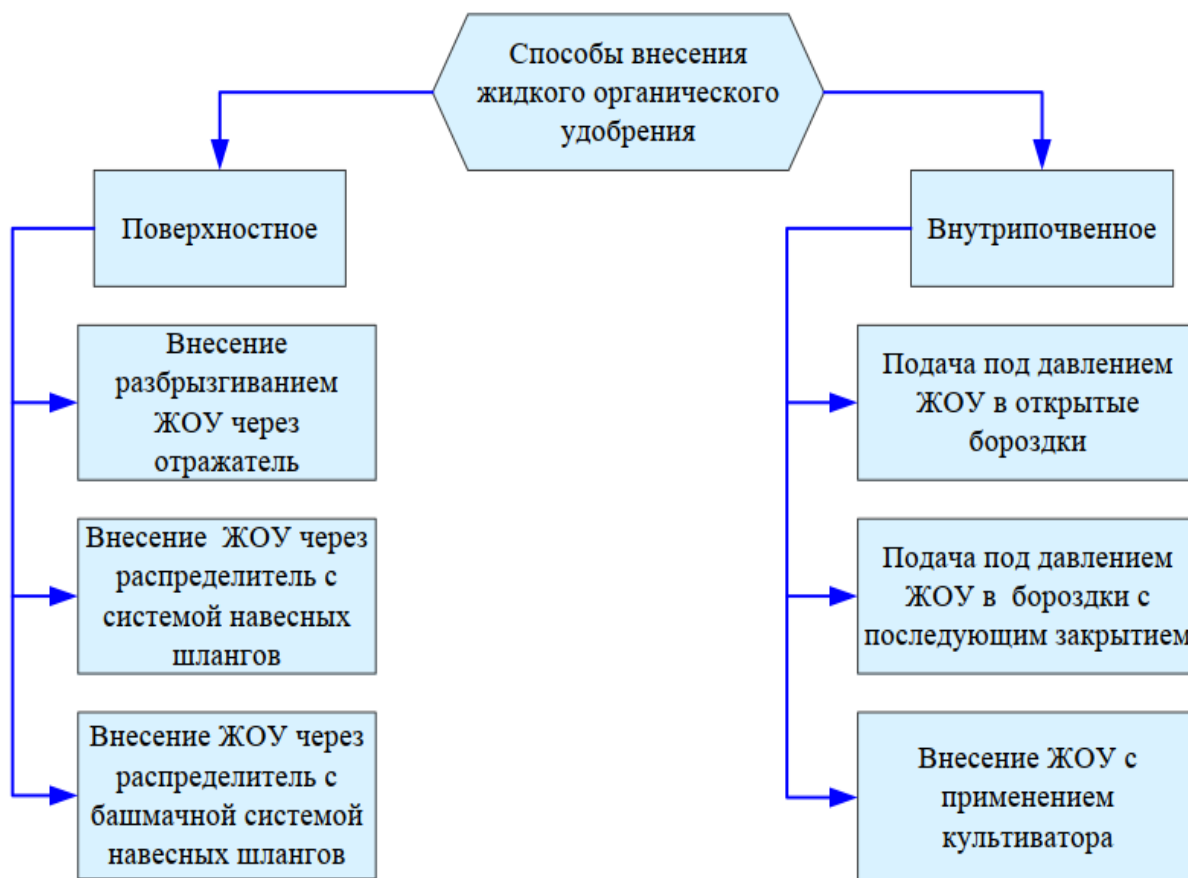 Способы внесения
жидкого органического
удобрения
Поверхностное
Внесение
разбрызгиванием
ЖОУ через
отражатель
Внесение ЖОУ через
распределитель с
системой навесных
шлангов
Внесение ЖОУ через
распределитель с
башмачной системой
навесных шлангов
Внутрипочвенное
Подача под давлением
ЖОУ в открытые
бороздки
Подача под давлением
ЖОУ в бороздки с
последующим закрытием
Внесение ЖОУ с
применением
культиватора